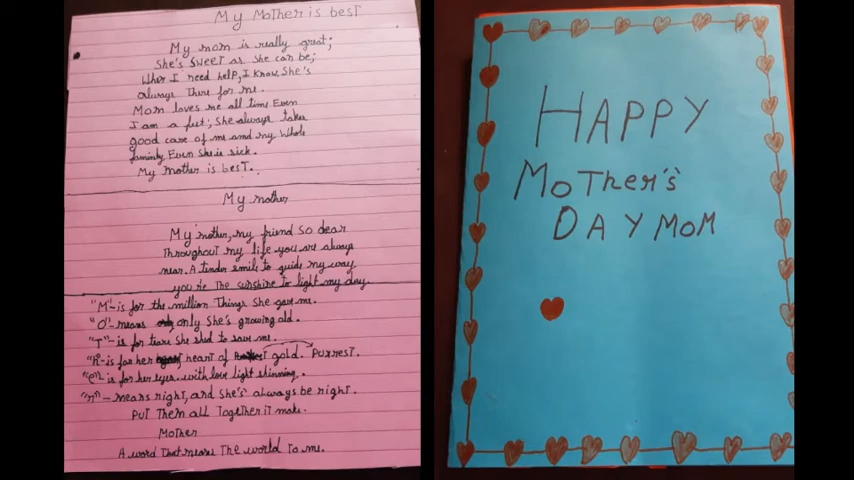 My Mother is best
My mom is really great;
She's SWEET as She can be;
When I need help, I know, She's
always There for me.
Mom loves me all time Even
I am a feet; She always takes
good care of me and my Whole
faminly Even She is sick.
My mother is besT.
My mother
My mother, my friend So dear
Throughout my life you are always
near. A tender smile to guide my way
you're The sunshine to light my day.
"M"-is for the million Things She gave me.
"O"-means only She's growing old.
"T"-is for tears She shed to save me.
"H"-is for her heart of gold. Purrest.
"E" is for her eyes with love light shinning.
"R"-means right, and She's always be right.
PuT Them all Together iT make.
MoTher
A word That means The world To me.
HAPPY
MoTher's
DAY MOM